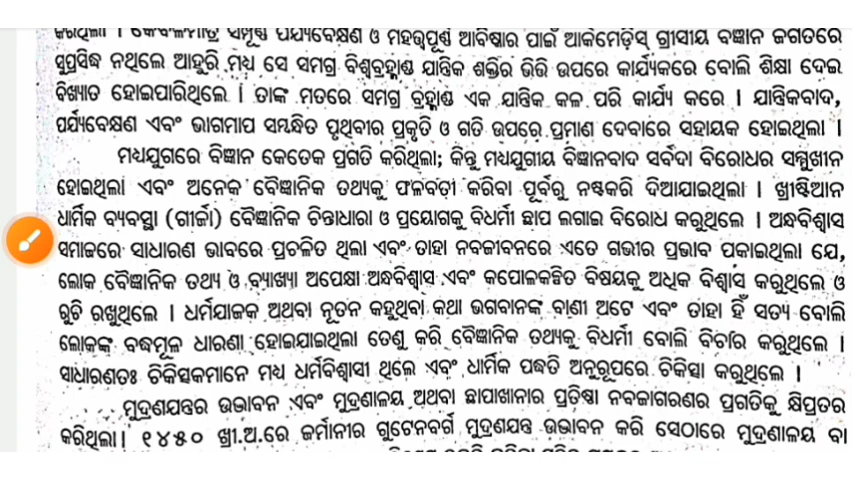 କରିଥିଲା । କେବଳମାତ୍ର ସମ୍ପୂର୍ଣ୍ଣ ପର୍ଯ୍ୟବେକ୍ଷଣ ଓ ମହତ୍ତ୍ୱପୂର୍ଣ୍ଣ ଆବିଷ୍କାର ପାଇଁ ଆର୍କିମେଡ଼ିସ୍ ଗ୍ରୀସୀୟ ବିଜ୍ଞାନ ଜଗତରେ
ସୁପ୍ରସିଦ୍ଧ ନଥିଲେ ଆହୁରି ମଧ୍ୟ ସେ ସମଗ୍ର ବିଶ୍ୱବ୍ରହ୍ମାଣ୍ଡ ଯାନ୍ତ୍ରିକ ଶକ୍ତିର ଭିତ୍ତି ଉପରେ କାର୍ଯ୍ୟକରେ ବୋଲି ଶିକ୍ଷା ଦେଇ
ବିଖ୍ୟାତ ହୋଇପାରିଥିଲେ । ତାଙ୍କ ମତରେ ସମଗ୍ର ବ୍ରହ୍ମାଣ୍ଡ ଏକ ଯାନ୍ତ୍ରିକ କଳ ପରି କାର୍ଯ୍ୟ କରେ । ଯାନ୍ତ୍ରିକବାଦ,
ପର୍ଯ୍ୟବେକ୍ଷଣ ଏବଂ ଭାଗମାପ ସମ୍ବନ୍ଧିତ ପୃଥିବୀର ପ୍ରକୃତି ଓ ଗତି ଉପରେ ପ୍ରମାଣ ଦେବାରେ ସହାୟକ ହୋଇଥିଲା ।
ମଧ୍ୟଯୁଗରେ ବିଜ୍ଞାନ କେତେକ ପ୍ରଗତି କରିଥିଲା; କିନ୍ତୁ ମଧ୍ୟଯୁଗୀୟ ବିଜ୍ଞାନବାଦ ସର୍ବଦା ବିରୋଧର ସମ୍ମୁଖୀନ
ହୋଇଥିଲା ଏବଂ ଅନେକ ବୈଜ୍ଞାନିକ ତଥ୍ୟକୁ ଫଳବତୀ କରିବା ପୂର୍ବରୁ ନଷ୍ଟକରି ଦିଆଯାଇଥିଲା । ଖ୍ରୀଷ୍ଟିଆନ
ଧାର୍ମିକ ବ୍ୟବସ୍ଥା (ଗୀର୍ଜା) ବୈଜ୍ଞାନିକ ଚିନ୍ତାଧାରା ଓ ପ୍ରୟୋଗକୁ ବିଧର୍ମୀ ଛାପ ଲଗାଇ ବିରୋଧ କରୁଥିଲେ । ଅନ୍ଧବିଶ୍ୱାସ
ସମାଜରେ ସାଧାରଣ ଭାବରେ ପ୍ରଚଳିତ ଥିଲା ଏବଂ ତାହା ନବଜୀବନରେ ଏତେ ଗଭୀର ପ୍ରଭାବ ପକାଇଥିଲା ଯେ,
ଲୋକ ବୈଜ୍ଞାନିକ ତଥ୍ୟ ଓ ବ୍ୟାଖ୍ୟା ଅପେକ୍ଷା ଅନ୍ଧବିଶ୍ୱାସ ଏବଂ କପୋଳକଳ୍ପିତ ବିଷୟକୁ ଅଧିକ ବିଶ୍ୱାସ କରୁଥିଲେ ଓ
ରୁଚି ରଖୁଥିଲେ । ଧର୍ମଯାଜକ ଅଥବା ନୂତନ କହୁଥିବା କଥା ଭଗବାନଙ୍କ ବାଣୀ ଅଟେ ଏବଂ ତାହା ହିଁ ସତ୍ୟ ବୋଲି
ଲୋକଙ୍କ ବଦ୍ଧମୂଳ ଧାରଣା ହୋଇଯାଇଥିଲା ତେଣୁ କରି ବୈଜ୍ଞାନିକ ତଥ୍ୟକୁ ବିଧର୍ମୀ ବୋଲି ବିଚାର କରୁଥିଲେ ।
ସାଧାରଣତଃ ଚିକିତ୍ସକମାନେ ମଧ୍ୟ ଧର୍ମବିଶ୍ୱାସୀ ଥିଲେ ଏବଂ ଧାର୍ମିକ ପଦ୍ଧତି ଅନୁରୂପରେ ଚିକିତ୍ସା କରୁଥିଲେ ।
ମୁଦ୍ରଣଯନ୍ତ୍ରର ଉଦ୍ଭାବନ ଏବଂ ମୁଦ୍ରଣାଳୟ ଅଥବା ଛାପାଖାନାର ପ୍ରତିଷ୍ଠା ନବଜାଗରଣର ପ୍ରଗତିକୁ କ୍ଷିପ୍ରତର
କରିଥିଲା । ୧୪୫୦ ଖ୍ରୀ.ଅ.ରେ ଜର୍ମାନୀର ଗୁଟେନବର୍ଗ ମୁଦ୍ରଣଯନ୍ତ୍ର ଉଦ୍ଭାବନ କରି ସେଠାରେ ମୁଦ୍ରଣାଳୟ ବା